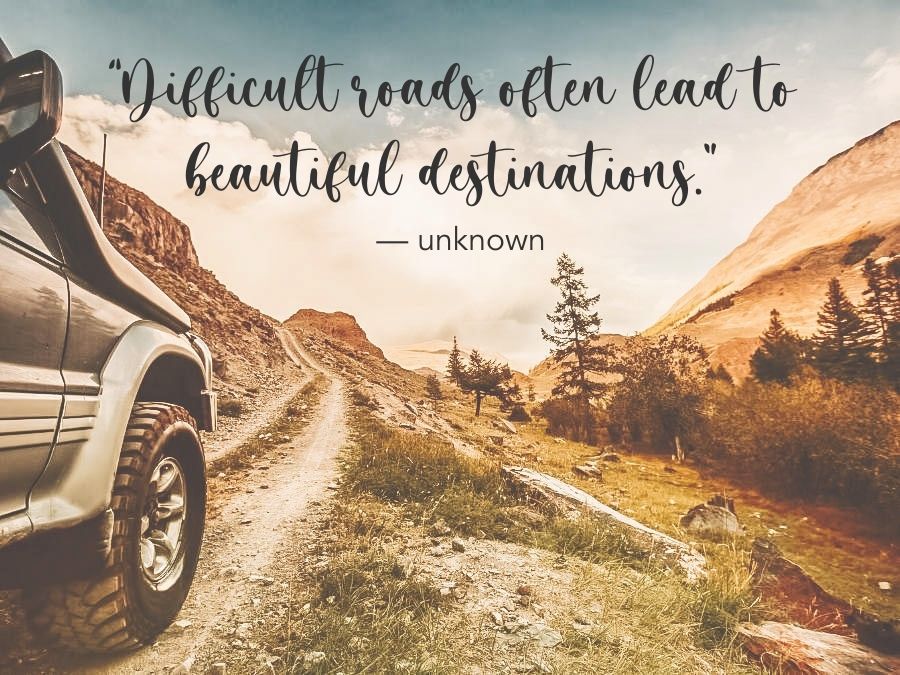 "Difficult roads often lead to
beautiful destinations."
— unknown